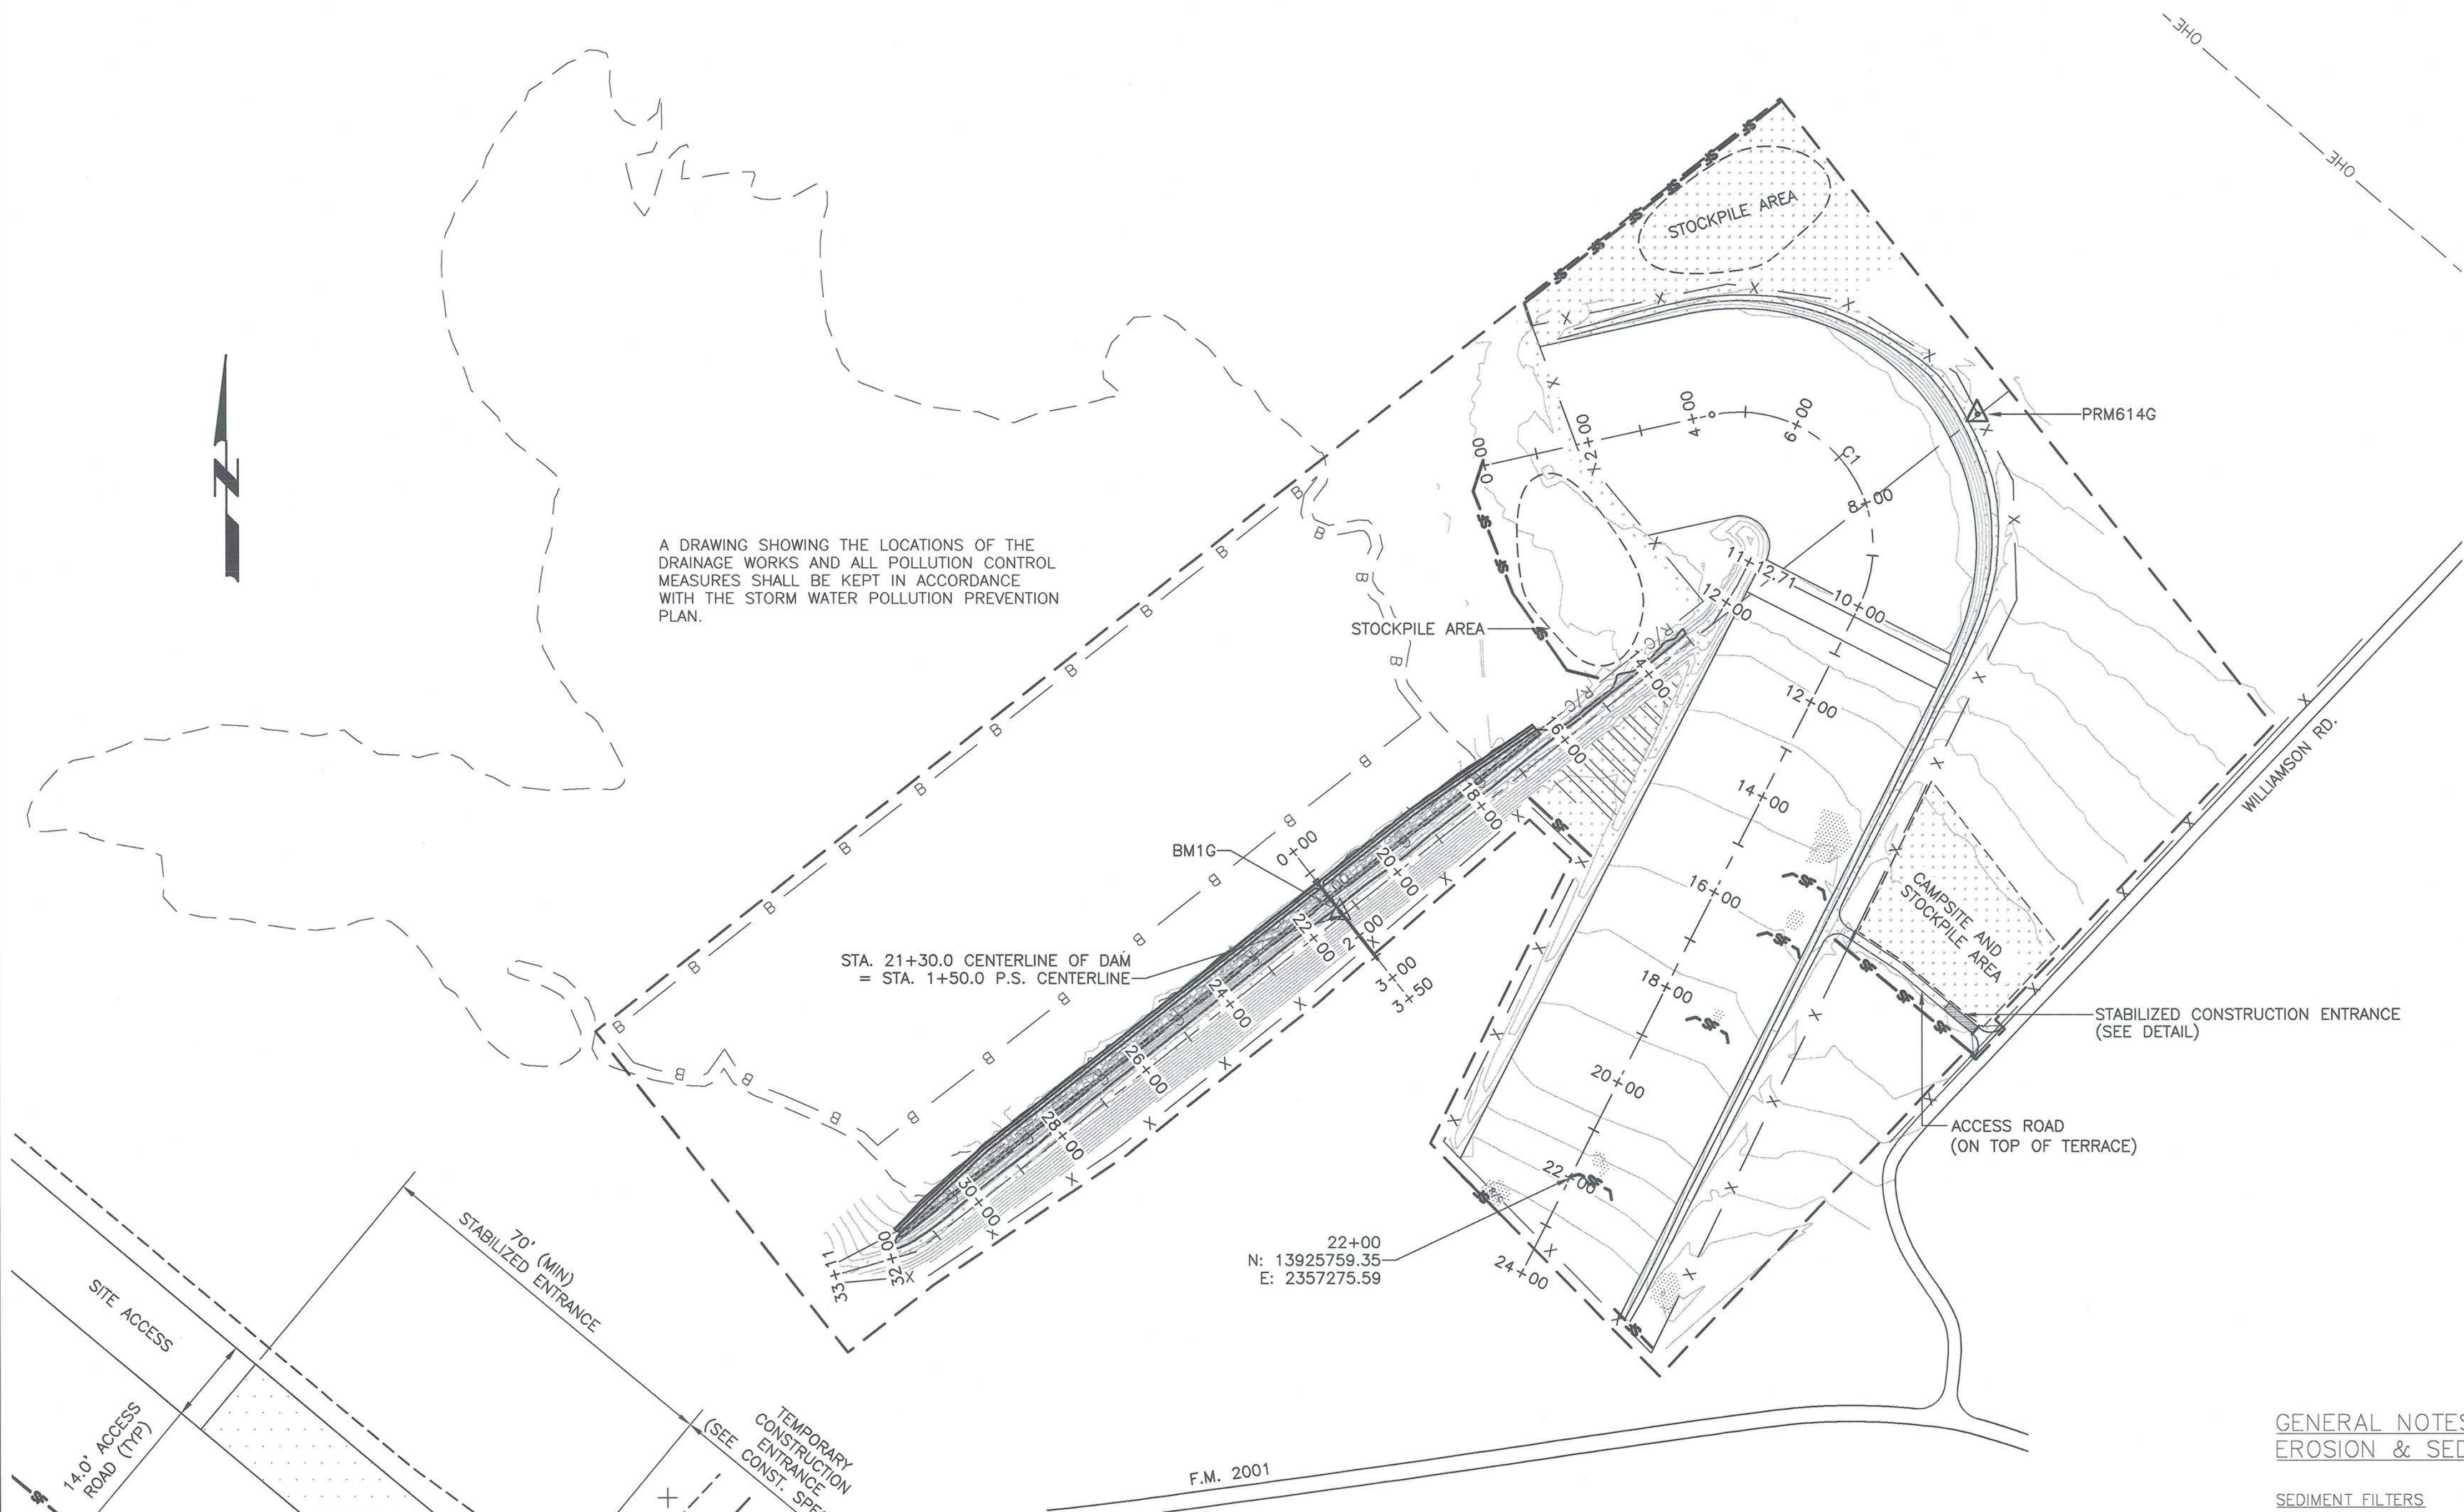 OHE
OHE
STOCKPILE AREA
PRM614G
N
A DRAWING SHOWING THE LOCATIONS OF THE
DRAINAGE WORKS AND ALL POLLUTION CONTROL
MEASURES SHALL BE KEPT IN ACCORDANCE
WITH THE STORM WATER POLLUTION PREVENTION
PLAN.
0+00
2+00
4+00
6+00
C1
8+00
10+00
11+12.71
12+00
14+00
16+00
18+00
20+00
22+00
24+00
26+00
28+00
30+00
32+00
33+11
STOCKPILE AREA
R/C
R/C
12+00
14+00
16+00
18+00
20+00
22+00
24+00
WILLIAMSON RD.
BM1G
0+00
2+00
3+00
3+50
STA. 21+30.0 CENTERLINE OF DAM
= STA. 1+50.0 P.S. CENTERLINE
CAMPSITE AND
STOCKPILE AREA
STABILIZED CONSTRUCTION ENTRANCE
(SEE DETAIL)
ACCESS ROAD
(ON TOP OF TERRACE)
22+00
N: 13925759.35
E: 2357275.59
70' (MIN)
STABILIZED ENTRANCE
SITE ACCESS
14.0' ACCESS
ROAD (TYP)
TEMPORARY
CONSTRUCTION
ENTRANCE
(SEE CONST. SPE
F.M. 2001
GENERAL NOTES
EROSION & SED
SEDIMENT FILTERS